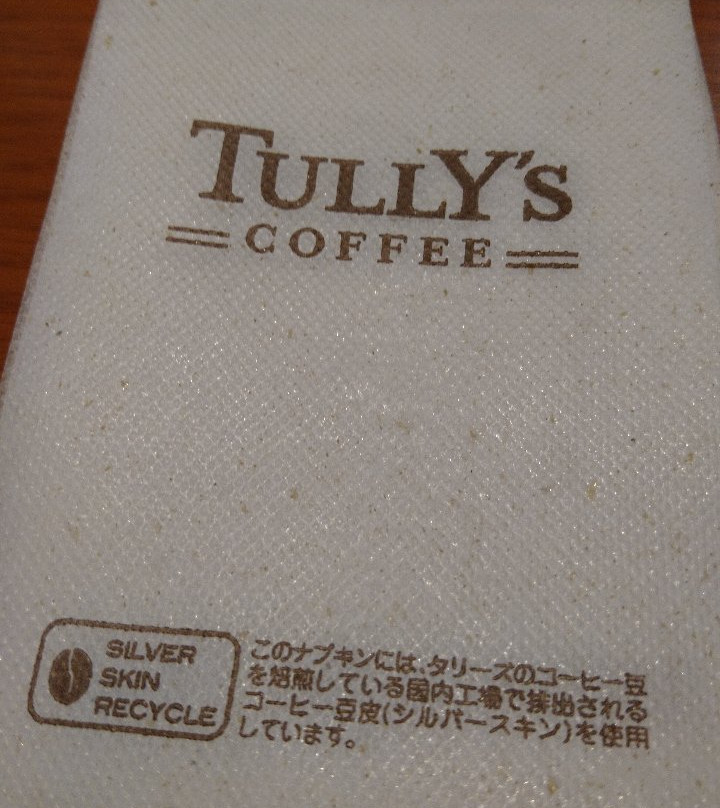 TULLY'S
COFFEE
SILVER
SKIN
RECYCLE
このナプキンには、タリーズのコーヒー豆
を焙煎している国内工場で排出される
コーヒー豆皮(シルバースキン)を使用
しています。